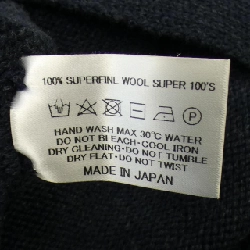 100% SUPERFINE WOOL SUPER 100'S
HAND WASH MAX 30°C WATER
DO NOT BLEACH·COOL IRON
DRY CLEANING·DO NOT TUMBLE
DRY FLAT·DO NOT TWIST
MADE IN JAPAN